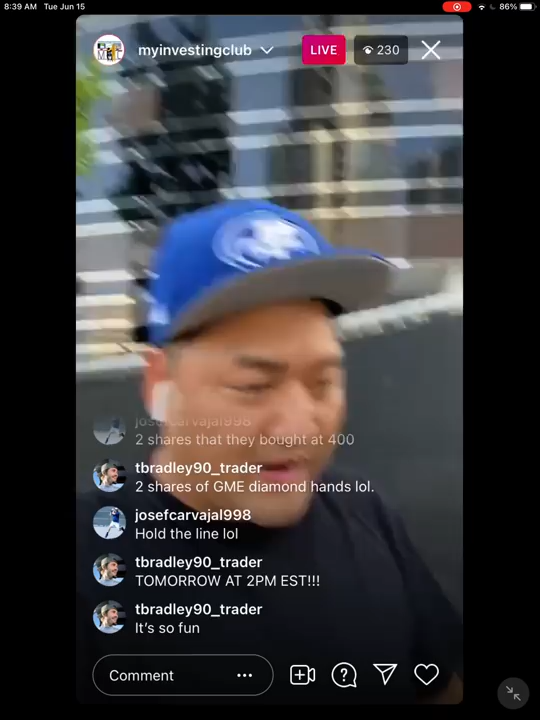 8:39 AM Tue Jun 15
86%
myinvestingclub
LIVE
230
josefcarvajal998
2 shares that they bought at 400
tbradley90_trader
2 shares of GME diamond hands lol.
josefcarvajal998
Hold the line lol
tbradley90_trader
TOMORROW AT 2PM EST!!!
tbradley90_trader
It’s so fun
Comment